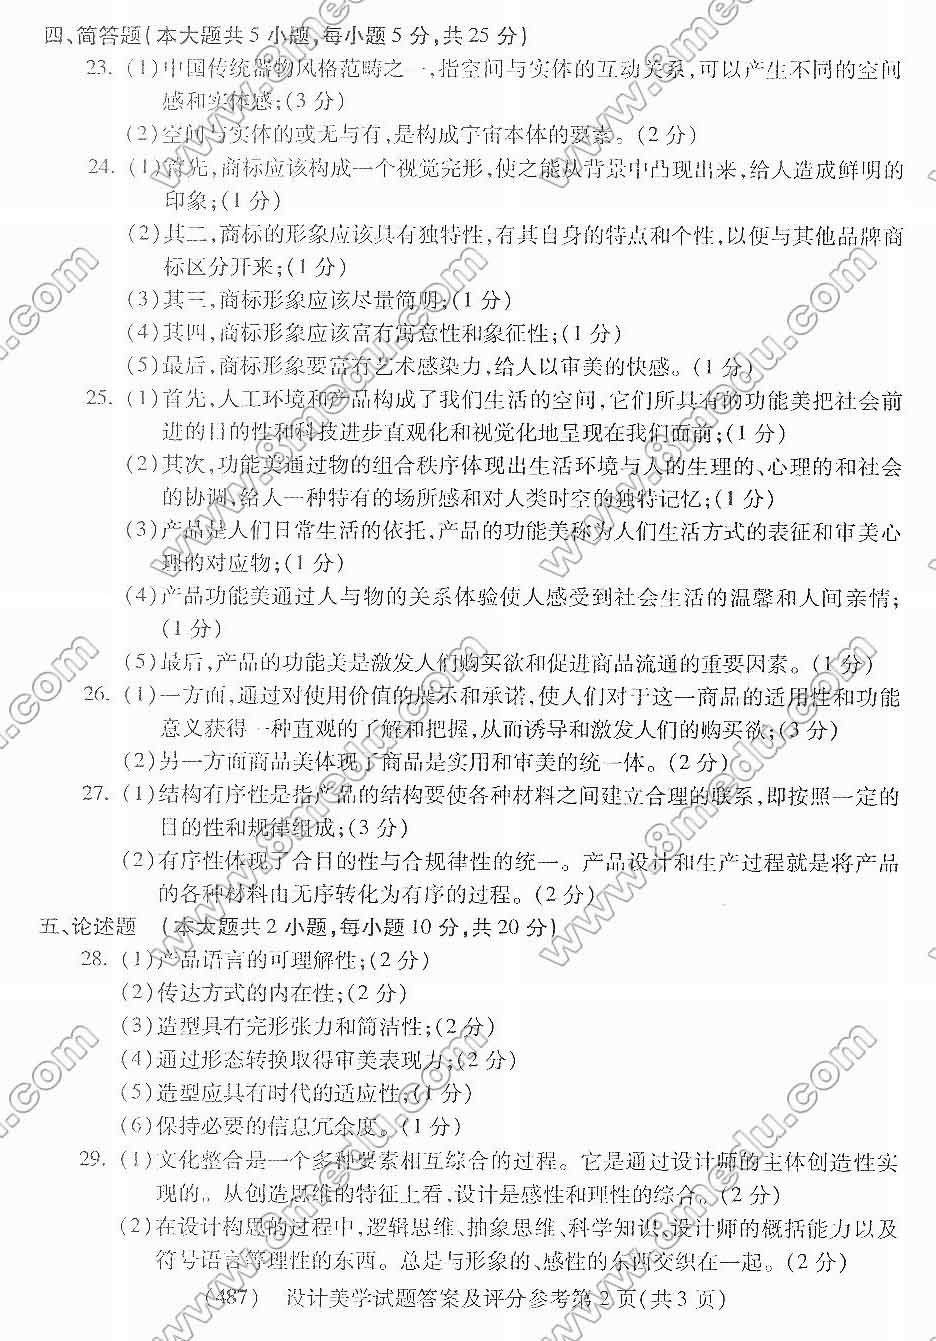 四、简答题(本大题共5小题,每小题5分,共25分)
23. (1)中国传统器物风格范畴之一,指空间与实体的互动关系,可以产生不同的空间
感和实体感;(3分)
(2)空间与实体的或无与有,是构成宇宙本体的要素。(2分)
24. (1)首先,商标应该构成一个视觉完形,使之能从背景中凸现出来,给人造成鲜明的
印象;(1分)
(2)其二,商标的形象应该具有独特性,有其自身的特点和个性,以便与其他品牌商
标区分开来;(1分)
(3)其三,商标形象应该尽量简明;(1分)
(4)其四,商标形象应该富有寓意性和象征性;(1分)
(5)最后,商标形象要富有艺术感染力,给人以审美的快感。(1分)
25. (1)首先,人工环境和产品构成了我们生活的空间,它们所具有的功能美把社会前
进的目的性和科技进步直观化和视觉化地呈现在我们面前;(1分)
(2)其次,功能美通过物的组合秩序体现出生活环境与人的生理的、心理的和社会
的协调,给人一种特有的场所感和对人类时空的独特记忆;(1分)
(3)产品是人们日常生活的依托,产品的功能美称为人们生活方式的表征和审美心
理的对应物;(1分)
(4)产品功能美通过人与物的关系体验使人感受到社会生活的温馨和人间亲情;
(1分)
(5)最后,产品的功能美是激发人们购买欲和促进商品流通的重要因素。(1分)
26. (1)一方面,通过对使用价值的展示和承诺,使人们对于这一商品的适用性和功能
意义获得一种直观的了解和把握,从而诱导和激发人们的购买欲;(3分)
(2)另一方面商品美体现了商品是实用和审美的统一体。(2分)
27. (1)结构有序性是指产品的结构要使各种材料之间建立合理的联系,即按照一定的
目的性和规律组成;(3分)
(2)有序性体现了合目的性与合规律性的统一。产品设计和生产过程就是将产品
的各种材料由无序转化为有序的过程。(2分)
五、论述题 (本大题共2小题,每小题10分,共20分)
28. (1)产品语言的可理解性;(2分)
(2)传达方式的内在性;(2分)
(3)造型具有完形张力和简洁性;(2分)
(4)通过形态转换取得审美表现力;(2分)
(5)造型应具有时代的适应性;(1分)
(6)保持必要的信息冗余度。(1分)
29. (1)文化整合是一个多种要素相互综合的过程。它是通过设计师的主体创造性实
现的。从创造思维的特征上看,设计是感性和理性的综合。(2分)
(2)在设计构思的过程中,逻辑思维、抽象思维、科学知识、设计师的概括能力以及
符号语言等理性的东西。总是与形象的、感性的东西交织在一起。(2分)
(487) 设计美学试题答案及评分参考第2页(共3页)
www.8medu.com